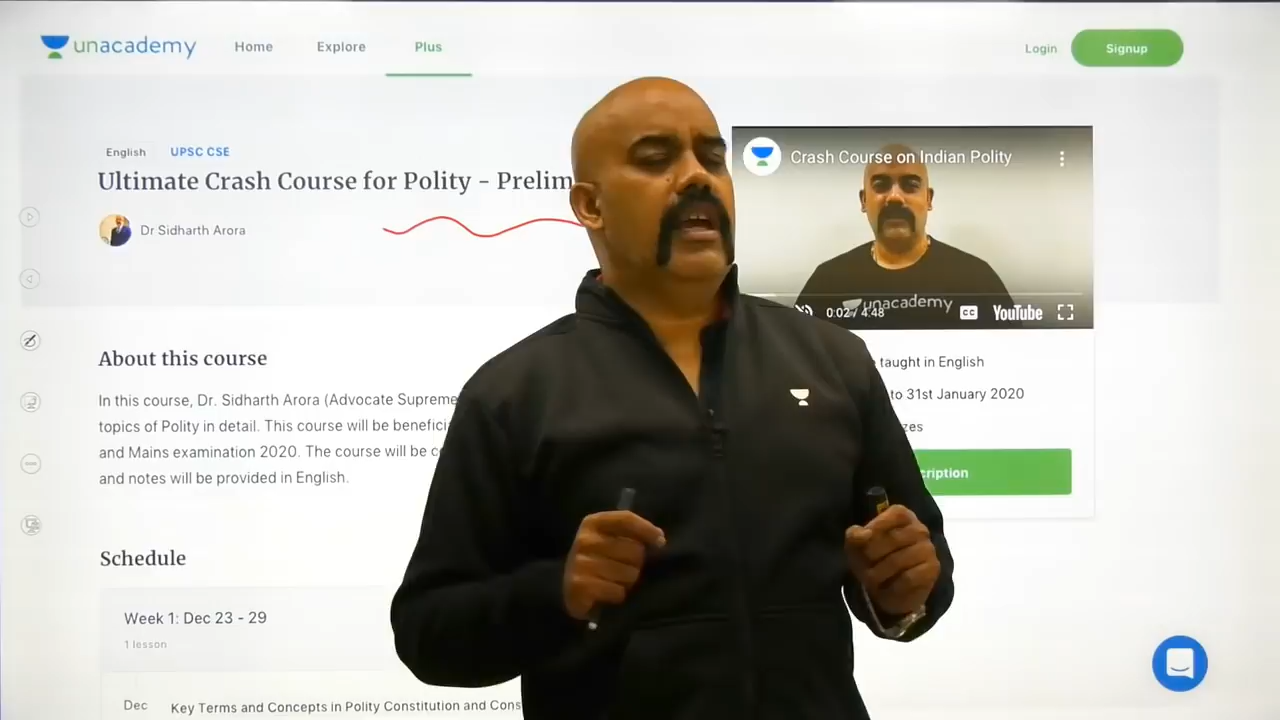 unacademy
Home
Explore
Plus
Login
Signup
English
UPSC CSE
Ultimate Crash Course for Polity - Prelim
Dr Sidharth Arora
Crash Course on Indian Polity
unacademy
0:02 / 4:48
CC
YouTube
About this course
taught in English
In this course, Dr. Sidharth Arora (Advocate Supreme
to 31st January 2020
topics of Polity in detail. This course will be
and Mains examination 2020. The course will be
and notes will be provided in English.
Schedule
Week 1: Dec 23 - 29
1 lesson
Dec
Key Terms and Concepts in Polity Constitution and